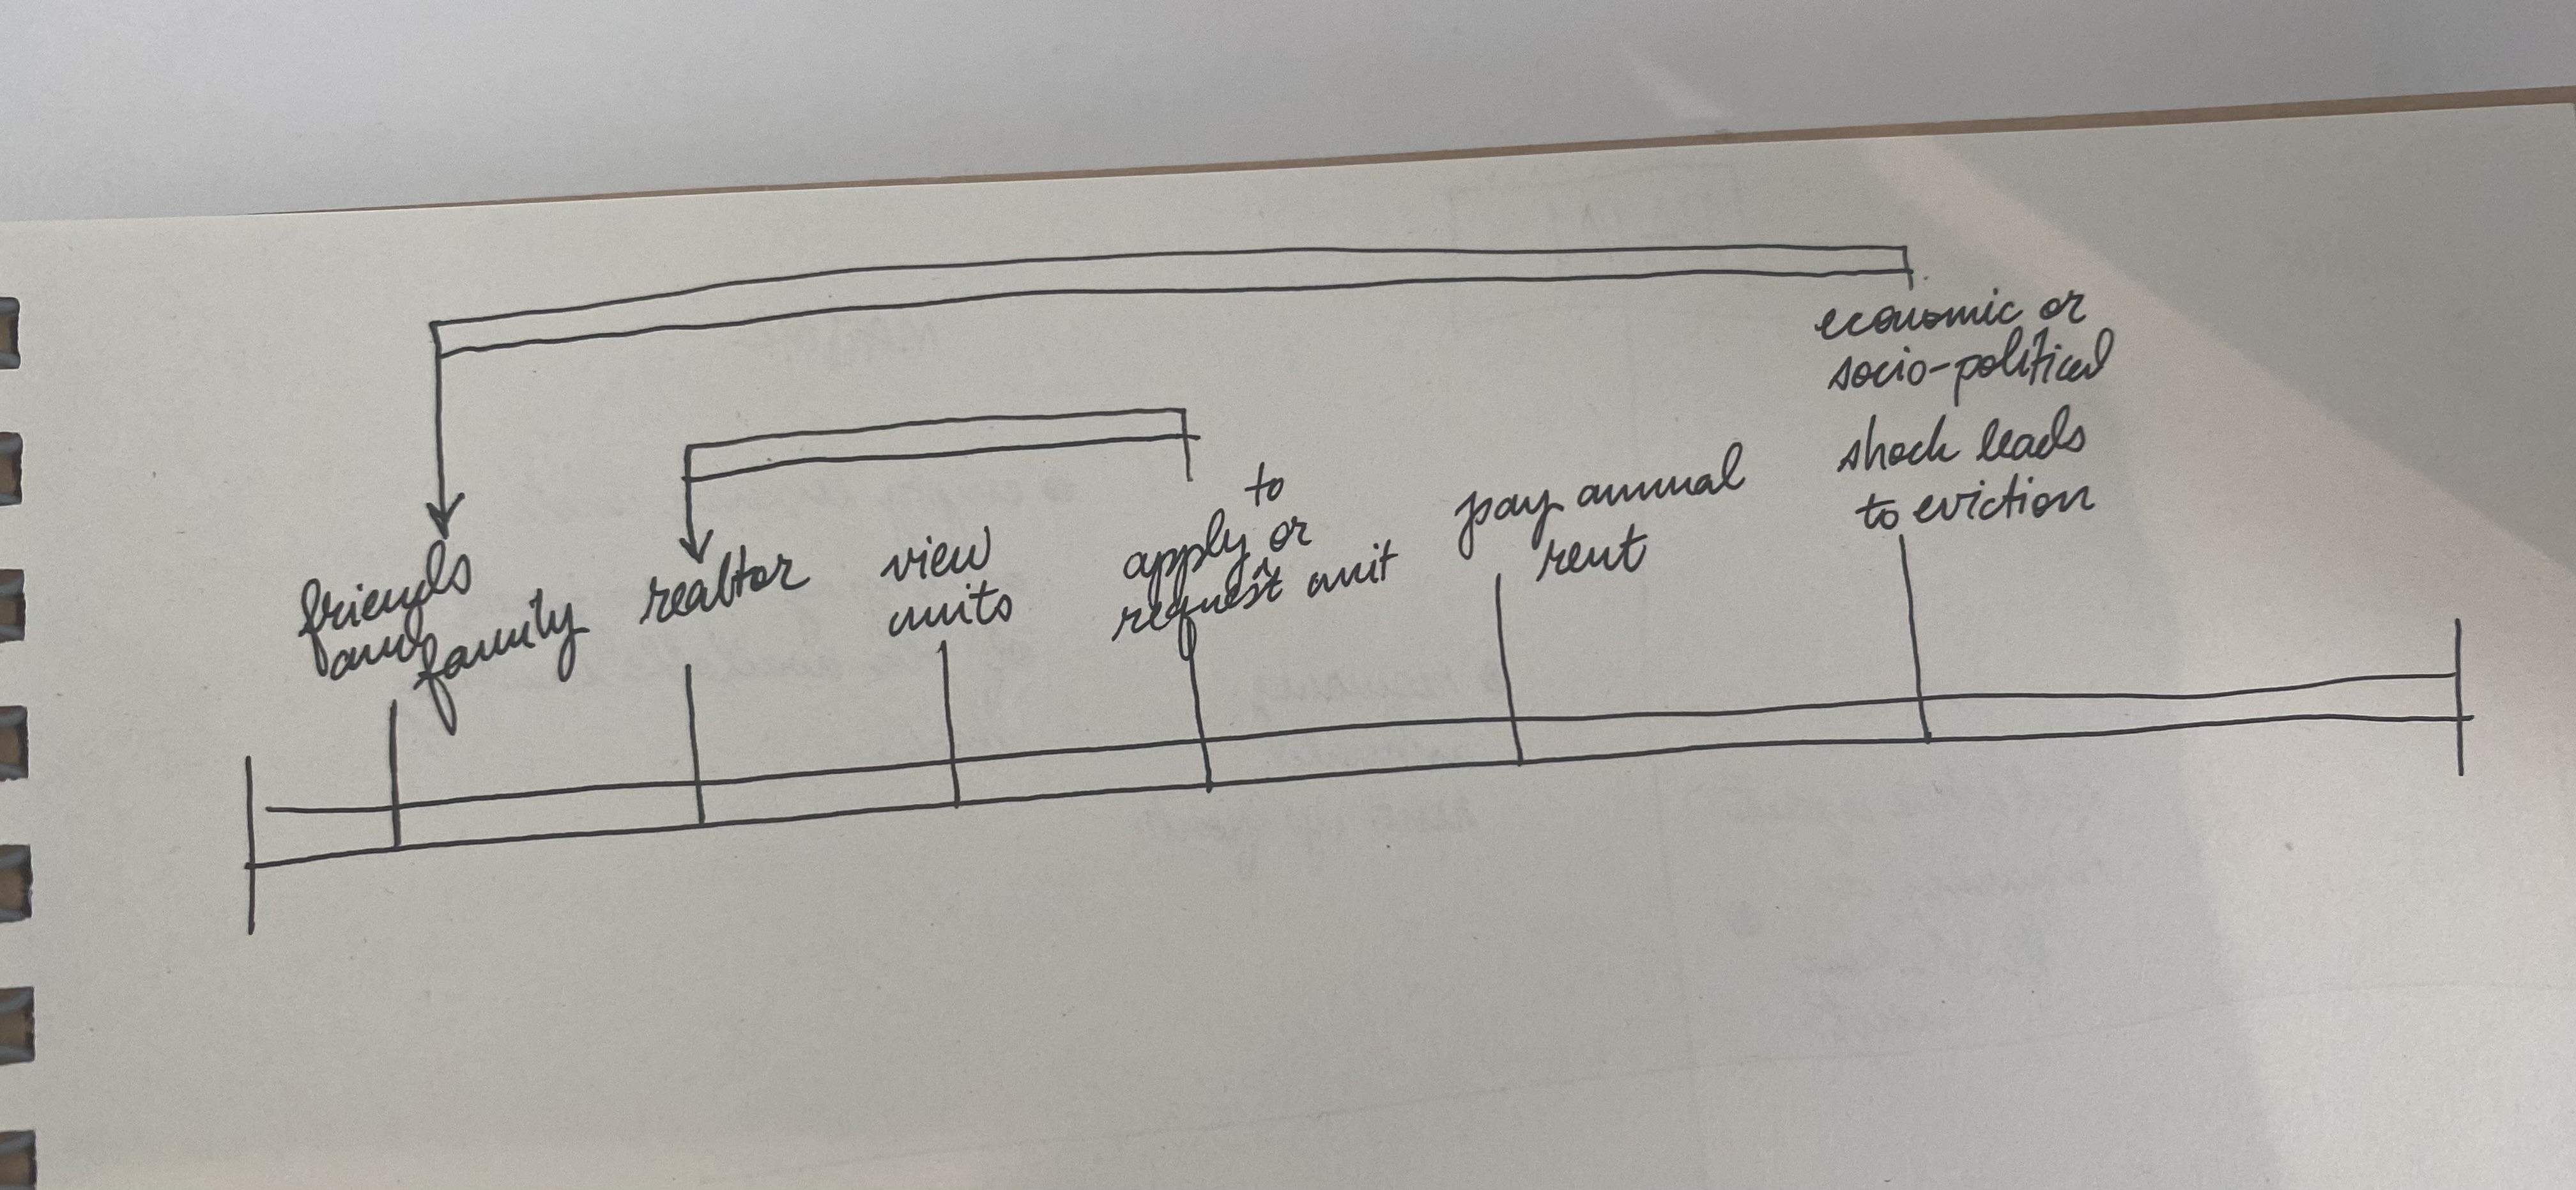 friends
and family
realtor
view
units
to
apply or
request unit
pay annual
rent
economic or
socio-political
shock leads
to eviction